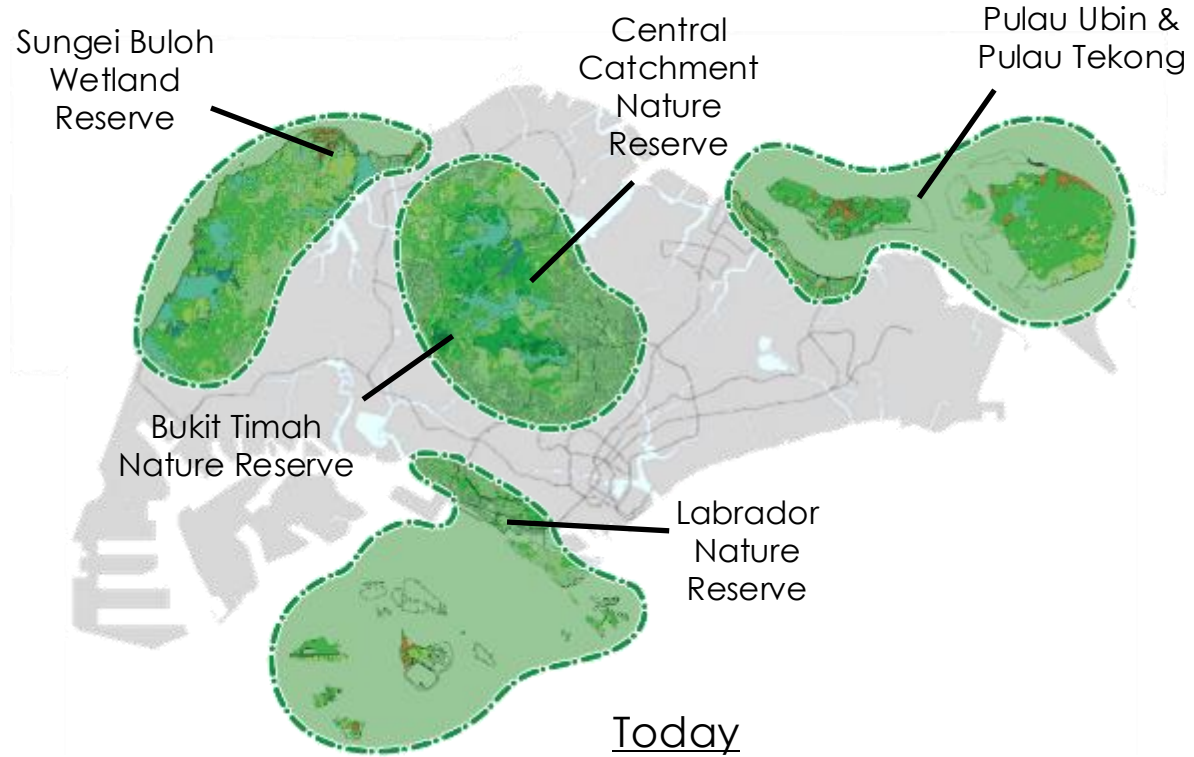 Sungei Buloh
Wetland
Reserve
Central
Catchment
Nature
Reserve
Pulau Ubin &
Pulau Tekong
Bukit Timah
Nature Reserve
Labrador
Nature
Reserve
Today